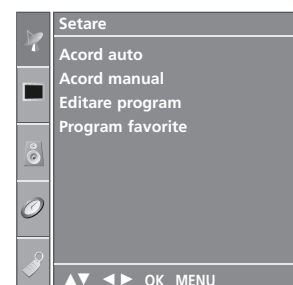 Setare
Acord auto
Acord manual
Editare program
Program favorite
▲▼ ◄► OK MENU